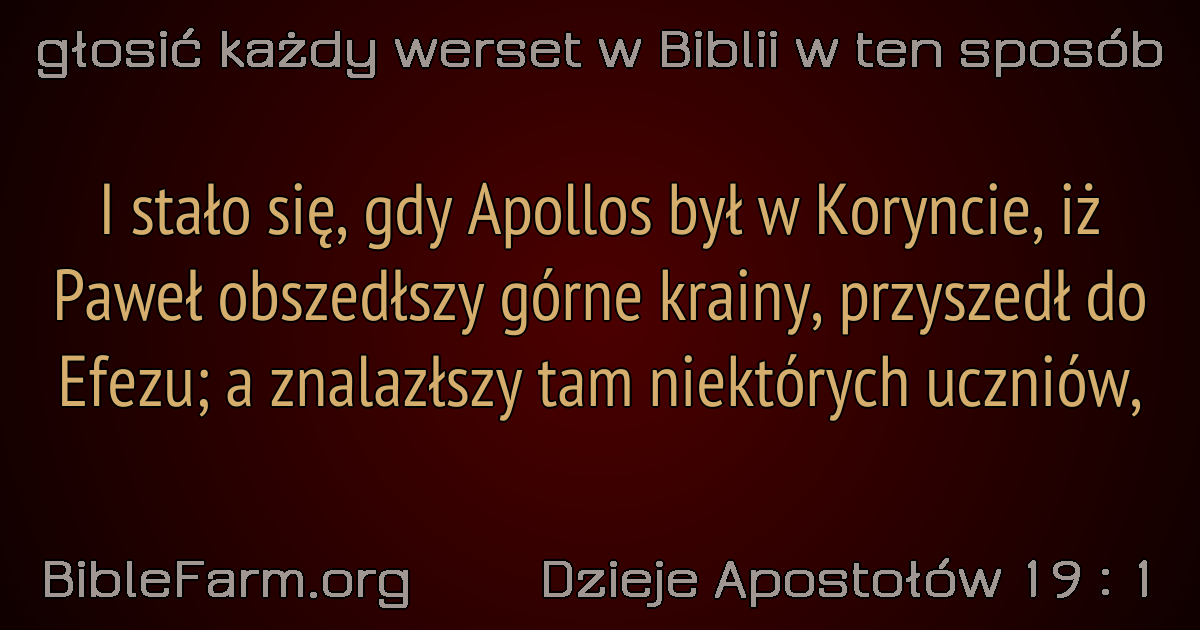 głosić każdy werset w Biblii w ten sposób
I stało się, gdy Apollos był w Koryncie, iż
Paweł obszedłszy górne krainy, przyszedł do
Efezu; a znalazłszy tam niektórych uczniów,
BibleFarm.org Dzieje Apostołów 19 : 1